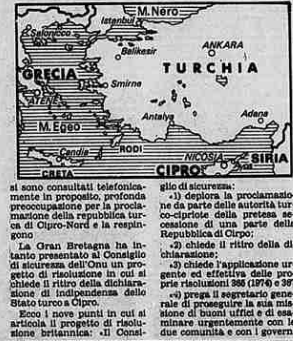 M. Nero
Istanbul
Salonicco
Balikesir
ANKARA
GRECIA
TURCHIA
Smirne
ATENE
Antalya
Adana
M. Egeo
RODI
NICOSIA
SIRIA
Candia
CIPRO
CRETA
si sono consultati telefonica-
mente in proposito, profonda
preoccupazione per la procla-
mazione della repubblica tur-
ca di Cipro-Nord e la respin-
gono
La Gran Bretagna ha in-
tanto presentato al Consiglio
di sicurezza dell'Onu un pro-
getto di risoluzione in cui si
chiede il ritiro della dichiara-
zione di indipendenza dello
Stato turco a Cipro.
Ecco i nove punti in cui si
articola il progetto di risolu-
sione britannica: «Il Consi-
glio di sicurezza:
«1) deplora la proclamazio-
ne da parte delle autorità tur-
co-cipriote della pretesa se-
cessione di una parte della
Repubblica di Cirpo;
«2) chiede il ritiro della di-
chiarazione;
«3) chiede l'applicazione ur-
gente ed effettiva delle pro-
prie risoluzioni 365 (1974) e 367
«4) prega il segretario gene-
rale di proseguire la sua mis-
sione di buoni uffici e di esa-
minare urgentemente con le
due comunità e con i govern